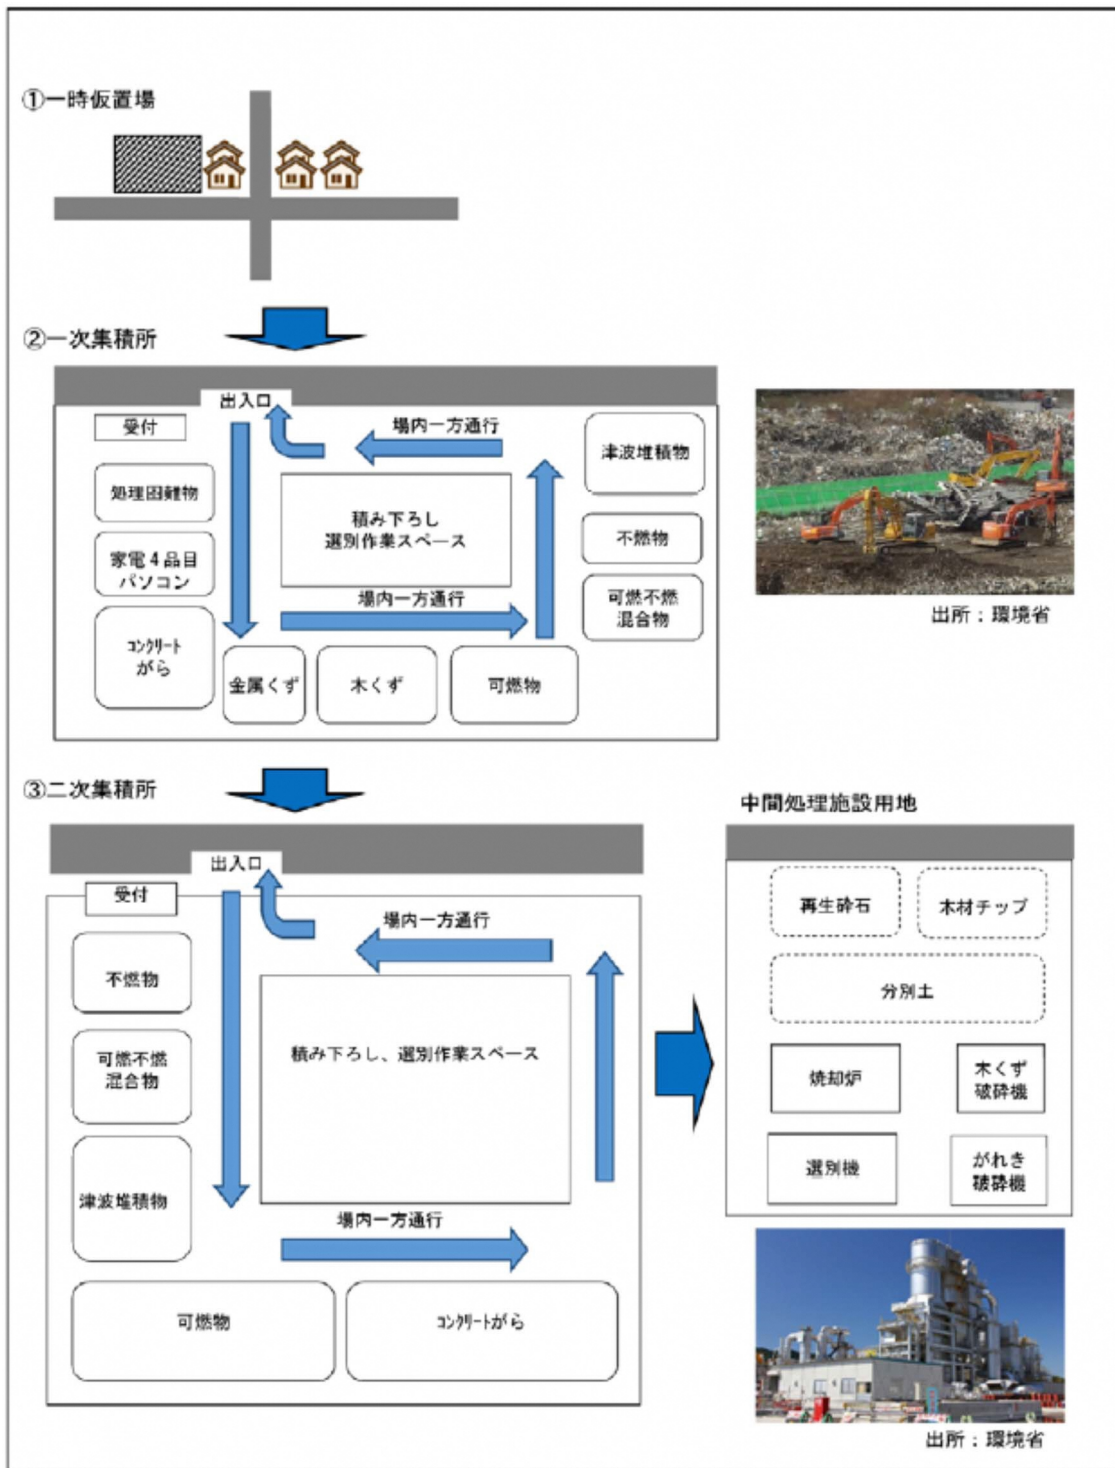 ①一時仮置場
②一次集積所
出入口
受付
場内一方通行
津波堆積物
処理困難物
積み下ろし
選別作業スペース
不燃物
家電4品目
パソコン
場内一方通行
可燃不燃
混合物
出所：環境省
コンクリート
がら
金属くず
木くず
可燃物
③二次集積所
中間処理施設用地
出入口
受付
場内一方通行
再生砕石
木材チップ
不燃物
分別土
積み下ろし、選別作業スペース
可燃不燃
混合物
焼却炉
木くず
破砕機
津波堆積物
選別機
がれき
破砕機
場内一方通行
可燃物
コンクリートがら
出所：環境省